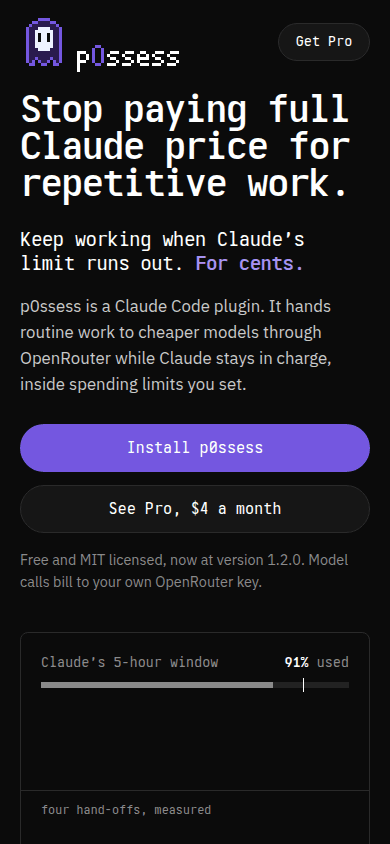 p0ssess
Get Pro
Stop paying full
Claude price for
repetitive work.
Keep working when Claude's
limit runs out. For cents.
p0ssess is a Claude Code plugin. It hands
routine work to cheaper models through
OpenRouter while Claude stays in charge,
inside spending limits you set.
Install p0ssess
See Pro, $4 a month
Free and MIT licensed, now at version 1.2.0. Model
calls bill to your own OpenRouter key.
Claude's 5-hour window 91% used
four hand-offs, measured